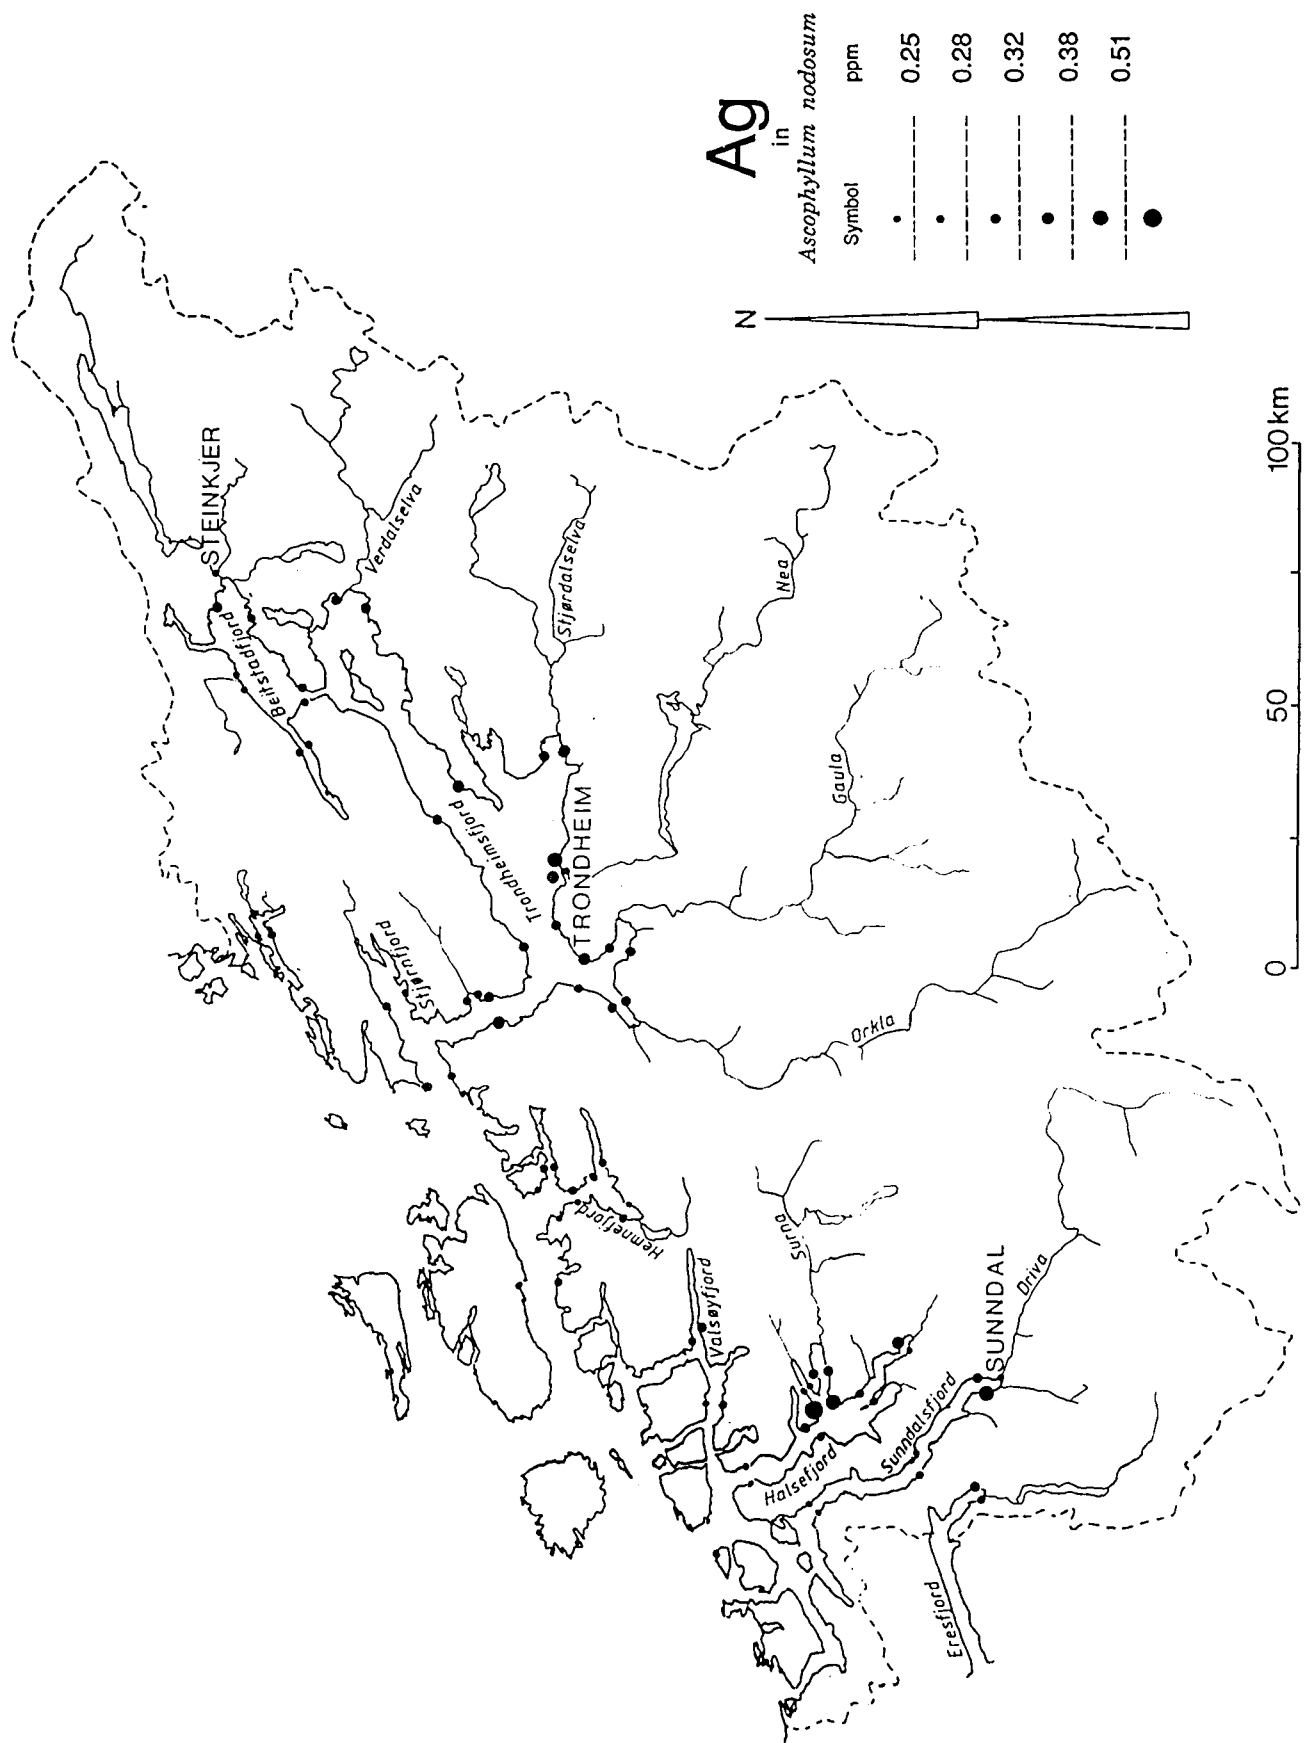 Ag
in
Ascophyllum nodosum
Symbol ppm
0.25
0.28
0.32
0.38
0.51
N
0 50 100 km
STEINKJER
Beitstadfjord
Verdalselva
Stjørdalselva
Nea
Trondheimsfjord
TRONDHEIM
Gaula
Stjørnfjord
Orkla
Hemnefjord
Valsøyfjord
Surna
Halsefjord
Sunndalsfjord
SUNNDAL
Driva
Eresfjord